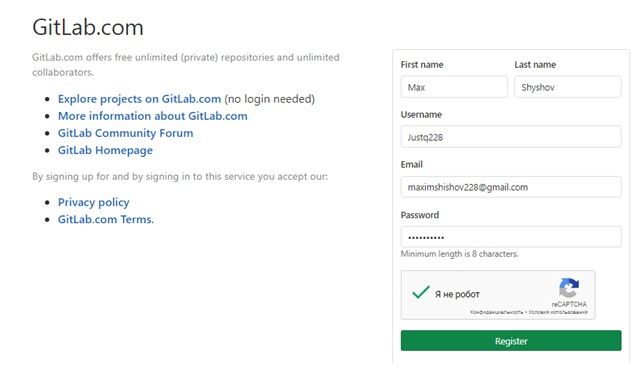 GitLab.com
GitLab.com offers free unlimited (private) repositories and unlimited
collaborators.
Explore projects on GitLab.com (no login needed)
More information about GitLab.com
GitLab Community Forum
GitLab Homepage
By signing up for and by signing in to this service you accept our:
Privacy policy
GitLab.com Terms.
First name Last name
Max Shyshov
Username
Justq228
Email
maximshishov228@gmail.com
Password
••••••••••
Minimum length is 8 characters.
Я не робот
reCAPTCHA
Конфиденциальность - Условия использования
Register